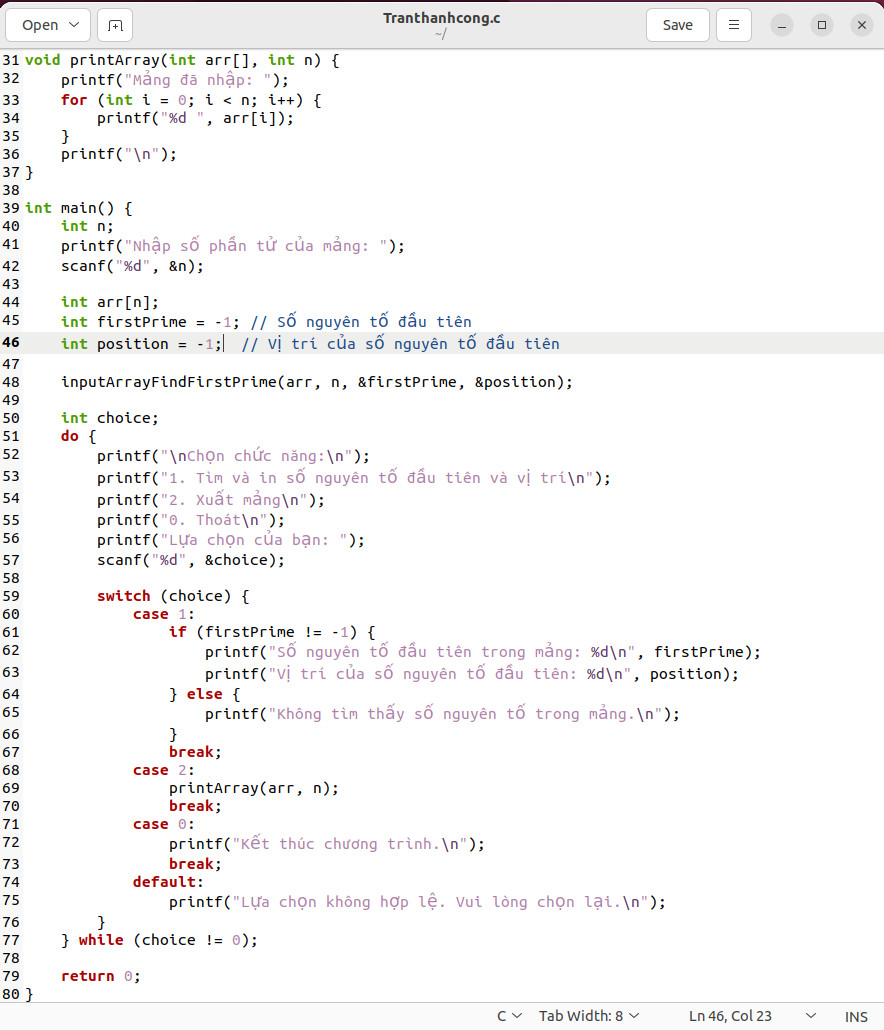 Open
Tranthanhcong.c
~/
Save
31 void printArray(int arr[], int n) {
32     printf("Mảng đã nhập: ");
33     for (int i = 0; i < n; i++) {
34         printf("%d ", arr[i]);
35     }
36     printf("\n");
37 }
38
39 int main() {
40     int n;
41     printf("Nhập số phần tử của mảng: ");
42     scanf("%d", &n);
43
44     int arr[n];
45     int firstPrime = -1; // Số nguyên tố đầu tiên
46     int position = -1;  // Vị trí của số nguyên tố đầu tiên
47
48     inputArrayFindFirstPrime(arr, n, &firstPrime, &position);
49
50     int choice;
51     do {
52         printf("\nChọn chức năng:\n");
53         printf("1. Tìm và in số nguyên tố đầu tiên và vị trí\n");
54         printf("2. Xuất mảng\n");
55         printf("0. Thoát\n");
56         printf("Lựa chọn của bạn: ");
57         scanf("%d", &choice);
58
59         switch (choice) {
60             case 1:
61                 if (firstPrime != -1) {
62                     printf("Số nguyên tố đầu tiên trong mảng: %d\n", firstPrime);
63                     printf("Vị trí của số nguyên tố đầu tiên: %d\n", position);
64                 } else {
65                     printf("Không tìm thấy số nguyên tố trong mảng.\n");
66                 }
67                 break;
68             case 2:
69                 printArray(arr, n);
70                 break;
71             case 0:
72                 printf("Kết thúc chương trình.\n");
73                 break;
74             default:
75                 printf("Lựa chọn không hợp lệ. Vui lòng chọn lại.\n");
76         }
77     } while (choice != 0);
78
79     return 0;
80 }
C Tab Width: 8 Ln 46, Col 23 INS